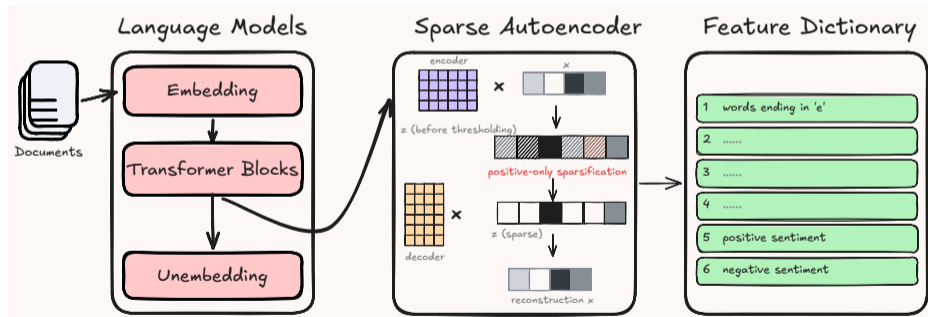 Language Models
Sparse Autoencoder
Feature Dictionary
Documents
Embedding
Transformer Blocks
Unembedding
encoder
x
x
z (before thresholding)
positive-only sparsification
x
z (sparse)
decoder
reconstruction x
1 words ending in 'e'
2 ......
3 ......
4 ......
5 positive sentiment
6 negative sentiment